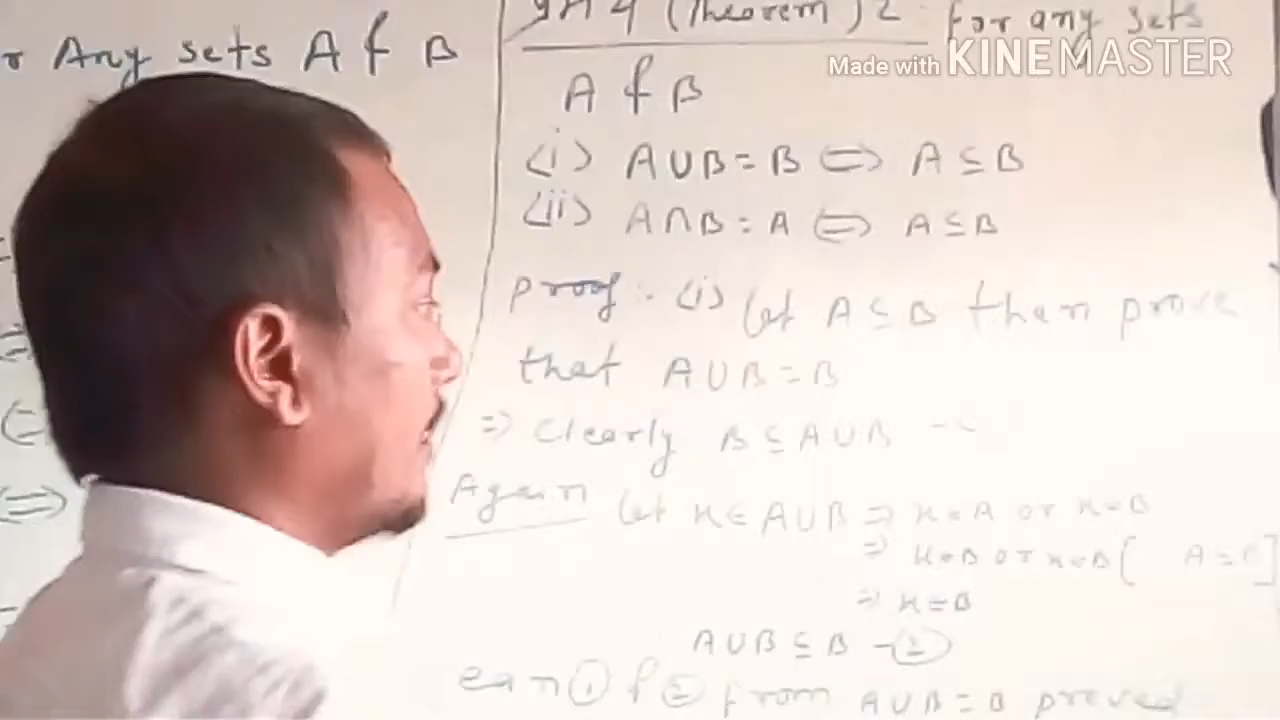 Any sets A & B
(Theorem) 2 for any sets
Made with KINEMASTER
A & B
(i) A∪B = B ⇔ A ⊆ B
(ii) A∩B = A ⇔ A ⊆ B
Proof: (i) let A ⊆ B then prove
that A∪B = B
⇒ Clearly B ⊆ A∪B
Again let x ∈ A∪B ⇒ x ∈ A or x ∈ B
⇒ x ∈ B or x ∈ B [ A ⊆ B]
⇒ x ∈ B
A∪B ⊆ B -②
eqn ① & ② from A∪B = B proved